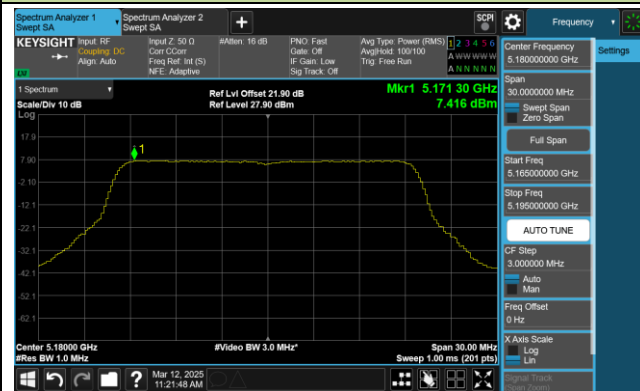 Spectrum Analyzer 1
Swept SA
Spectrum Analyzer 2
Swept SA
+
SCPI
Frequency
KEYSIGHT
Input: RF
Coupling: DC
Align: Auto
Input Z: 50 Ω
Corr CCorr
Freq Ref: Int (S)
NFE: Adaptive
#Atten: 16 dB
PNO: Fast
Gate: Off
IF Gain: Low
Sig Track: Off
Avg Type: Power (RMS)
Avg|Hold: 100/100
Trig: Free Run
1 2 3 4 5 6
A W W W W W
A N N N N N
LXI
1 Spectrum
Scale/Div 10 dB
Log
Ref Lvl Offset 21.90 dB
Ref Level 27.90 dBm
Mkr1 5.171 30 GHz
7.416 dBm
17.9
7.90
-2.10
-12.1
-22.1
-32.1
-42.1
-52.1
-62.1
1
Center 5.18000 GHz
#Res BW 1.0 MHz
#Video BW 3.0 MHz*
Span 30.00 MHz
Sweep 1.00 ms (201 pts)
Mar 12, 2025
11:21:48 AM
Center Frequency
5.180000000 GHz
Settings
Span
30.0000000 MHz
Swept Span
Zero Span
Full Span
Start Freq
5.165000000 GHz
Stop Freq
5.195000000 GHz
AUTO TUNE
CF Step
3.000000 MHz
Auto
Man
Freq Offset
0 Hz
X Axis Scale
Log
Lin
Signal Track
(Span Zoom)